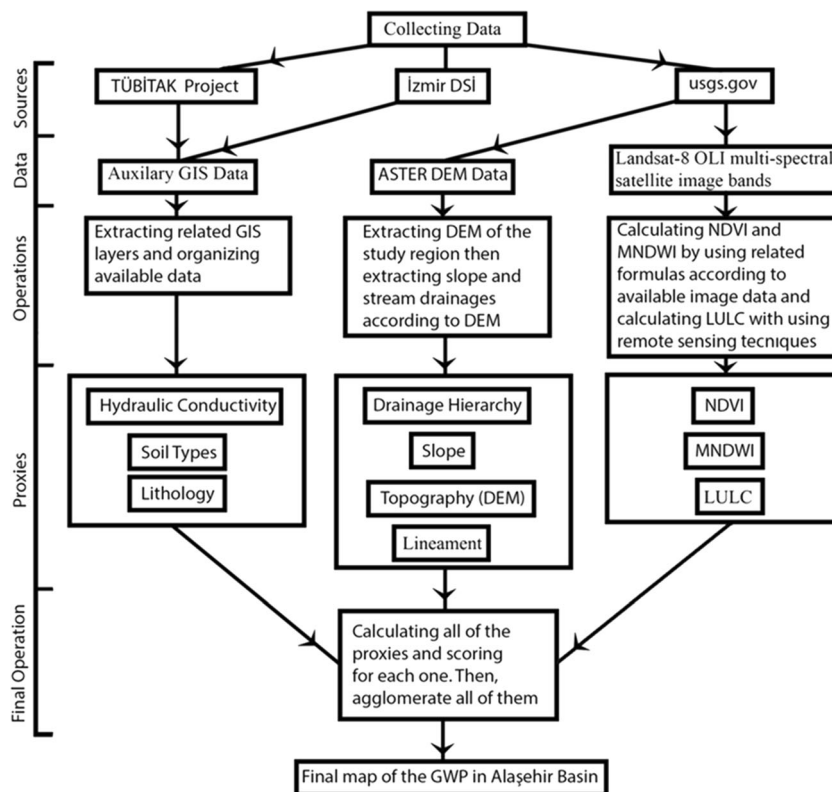 Collecting Data
Sources
TÜBİTAK Project
İzmir DSİ
usgs.gov
Data
Auxilary GIS Data
ASTER DEM Data
Landsat-8 OLI multi-spectral
satellite image bands
Operations
Extracting related GIS
layers and organizing
available data
Extracting DEM of the
study region then
extracting slope and
stream drainages
according to DEM
Calculating NDVI and
MNDWI by using related
formulas according to
available image data and
calculating LULC with using
remote sensing tecniques
Proxies
Hydraulic Conductivity
Soil Types
Lithology
Drainage Hierarchy
Slope
Topography (DEM)
Lineament
NDVI
MNDWI
LULC
Final Operation
Calculating all of the
proxies and scoring
for each one. Then,
agglomerate all of them
Final map of the GWP in Alaşehir Basin